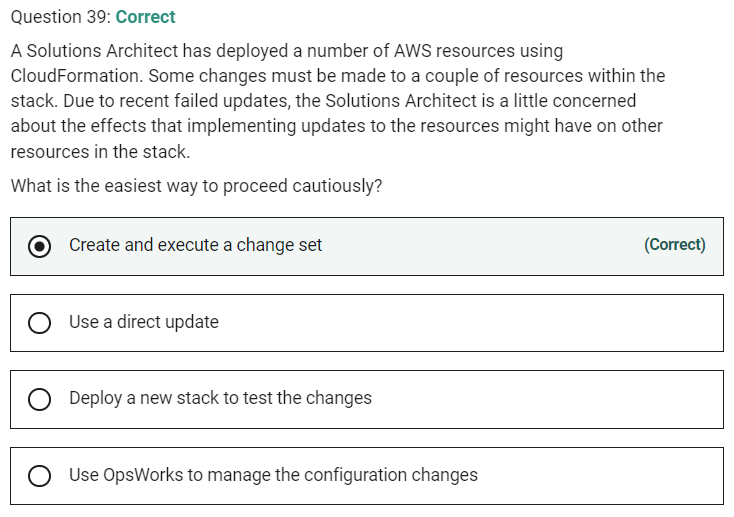 Question 39: Correct
A Solutions Architect has deployed a number of AWS resources using
CloudFormation. Some changes must be made to a couple of resources within the
stack. Due to recent failed updates, the Solutions Architect is a little concerned
about the effects that implementing updates to the resources might have on other
resources in the stack.
What is the easiest way to proceed cautiously?
Create and execute a change set (Correct)
Use a direct update
Deploy a new stack to test the changes
Use OpsWorks to manage the configuration changes